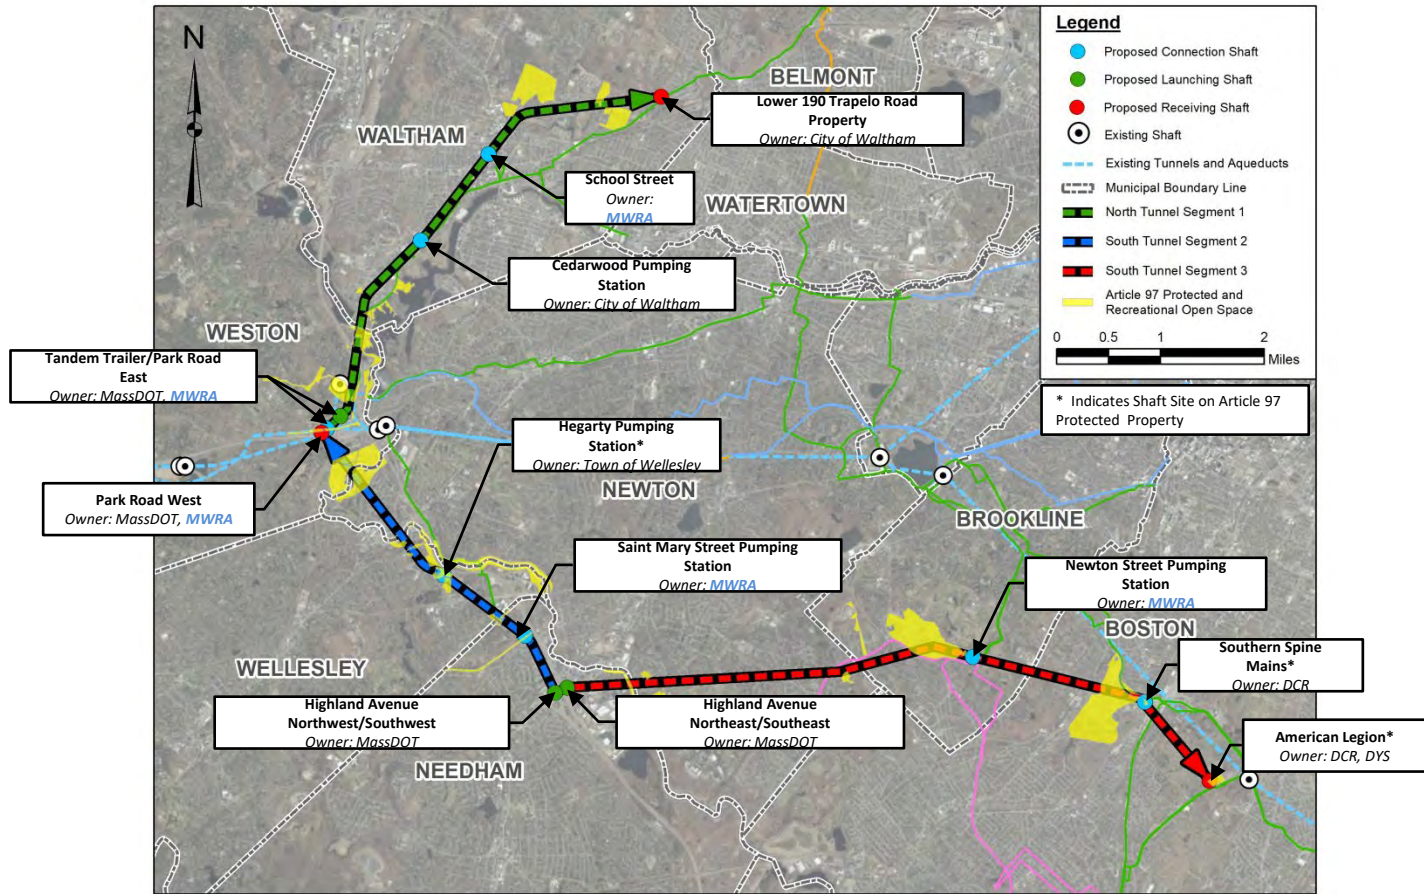 N
BELMONT
Lower 190 Trapelo Road
Property
Owner: City of Waltham
WALTHAM
School Street
Owner:
MWRA
WATERTOWN
Cedarwood Pumping
Station
Owner: City of Waltham
WESTON
Tandem Trailer/Park Road
East
Owner: MassDOT, MWRA
Hegarty Pumping
Station*
Owner: Town of Wellesley
Park Road West
Owner: MassDOT, MWRA
NEWTON
BROOKLINE
Saint Mary Street Pumping
Station
Owner: MWRA
Newton Street Pumping
Station
Owner: MWRA
BOSTON
Southern Spine
Mains*
Owner: DCR
WELLESLEY
Highland Avenue
Northwest/Southwest
Owner: MassDOT
Highland Avenue
Northeast/Southeast
Owner: MassDOT
American Legion*
Owner: DCR, DYS
NEEDHAM
Legend
Proposed Connection Shaft
Proposed Launching Shaft
Proposed Receiving Shaft
Existing Shaft
Existing Tunnels and Aqueducts
Municipal Boundary Line
North Tunnel Segment 1
South Tunnel Segment 2
South Tunnel Segment 3
Article 97 Protected and
Recreational Open Space
0 0.5 1 2
Miles
* Indicates Shaft Site on Article 97
Protected Property